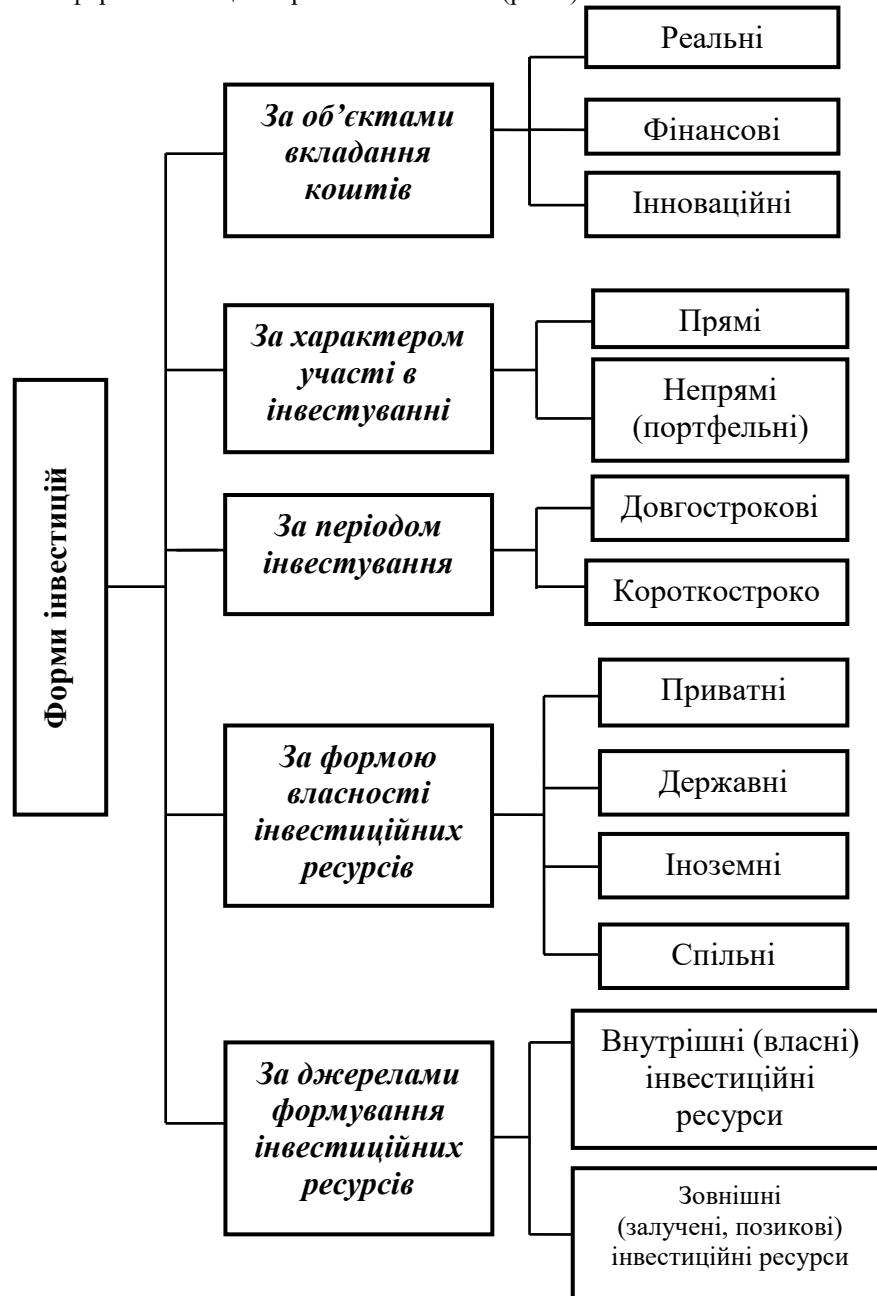 Форми інвестицій
За об’єктами
вкладання
коштів
Реальні
Фінансові
Інноваційні
За характером
участі в
інвестуванні
Прямі
Непрямі
(портфельні)
За періодом
інвестування
Довгострокові
Короткостроко
За формою
власності
інвестиційних
ресурсів
Приватні
Державні
Іноземні
Спільні
За джерелами
формування
інвестиційних
ресурсів
Внутрішні (власні)
інвестиційні
ресурси
Зовнішні
(залучені, позикові)
інвестиційні ресурси